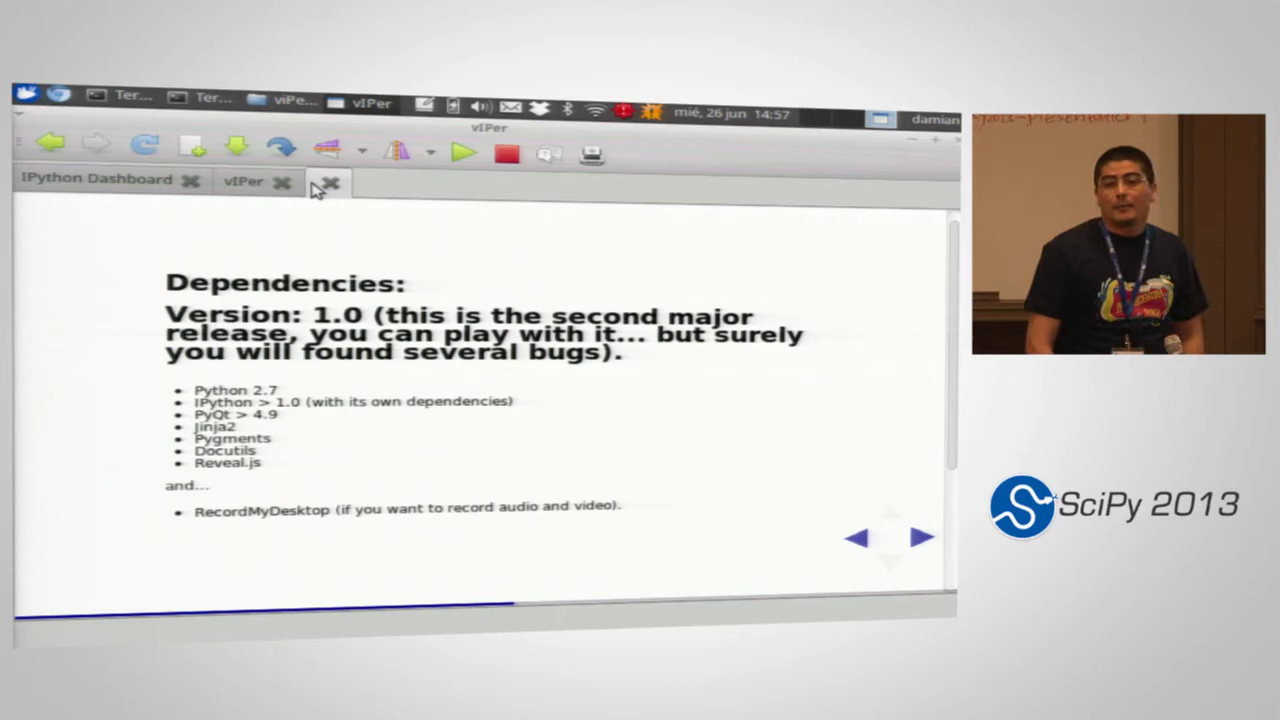 Ter...
Ter...
viPe...
vIPer
mié, 26 jun 14:57
damian
vIPer
IPython Dashboard
vIPer
Dependencies:
Version: 1.0 (this is the second major
release, you can play with it... but surely
you will found several bugs).
Python 2.7
IPython > 1.0 (with its own dependencies)
PyQt > 4.9
Jinja2
Pygments
Docutils
Reveal.js
and...
RecordMyDesktop (if you want to record audio and video).
SciPy 2013